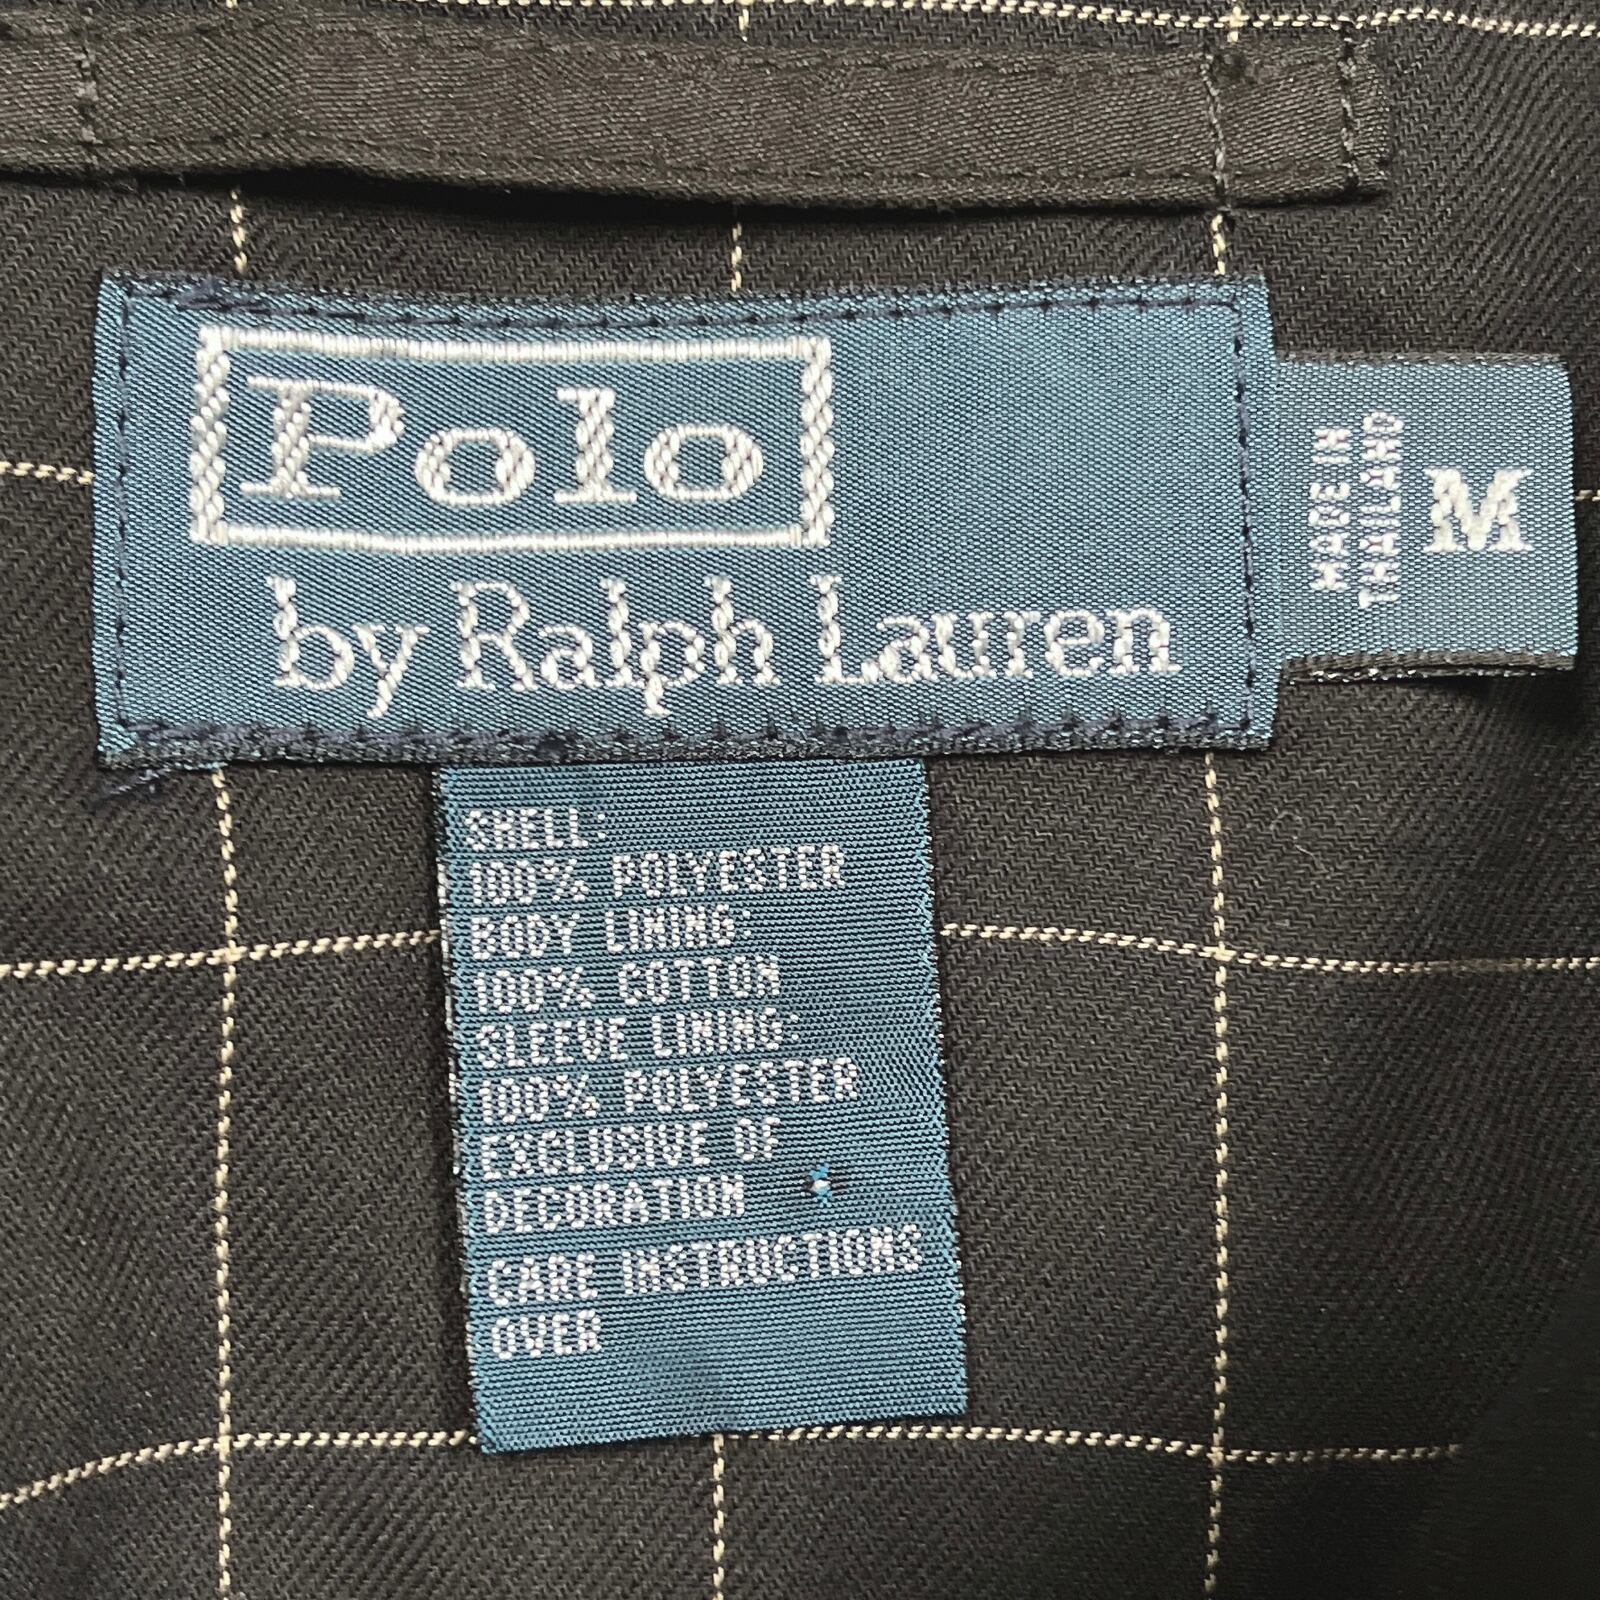 Polo
by Ralph Lauren
MADE IN
THAILAND
M
SHELL:
100% POLYESTER
BODY LINING:
100% COTTON
SLEEVE LINING:
100% POLYESTER
EXCLUSIVE OF
DECORATION
CARE INSTRUCTIONS
OVER